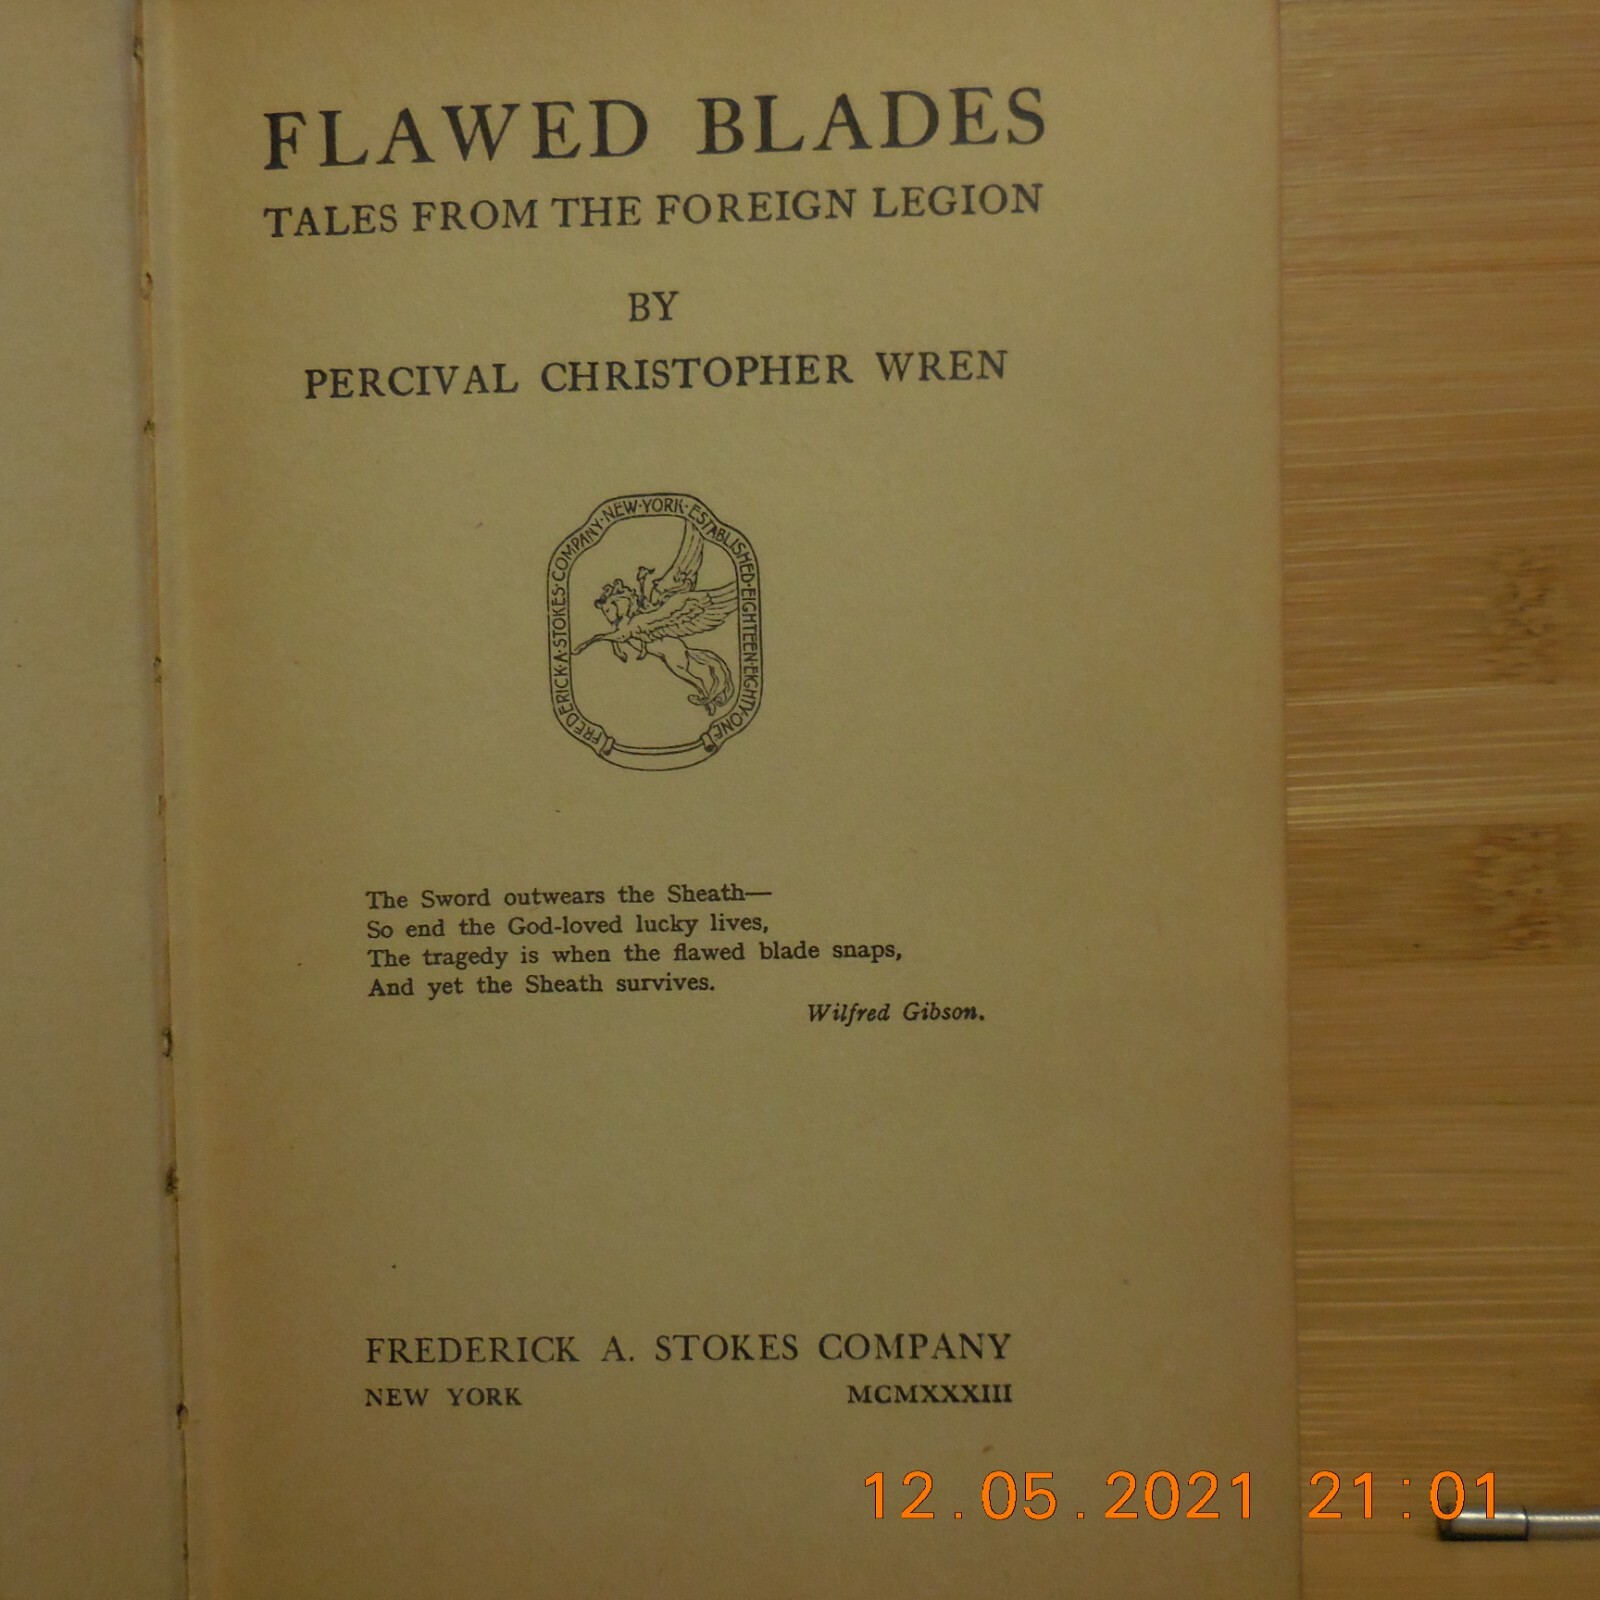 FLAWED BLADES
TALES FROM THE FOREIGN LEGION
BY
PERCIVAL CHRISTOPHER WREN
FREDERICK·A·STOKES·COMPANY·NEW·YORK·ESTABLISHED·EIGHTEEN·EIGHTY·ONE
The Sword outwears the Sheath—
So end the God-loved lucky lives,
The tragedy is when the flawed blade snaps,
And yet the Sheath survives.
Wilfred Gibson.
FREDERICK A. STOKES COMPANY
NEW YORK MCMXXXIII
12.05.2021 21:01